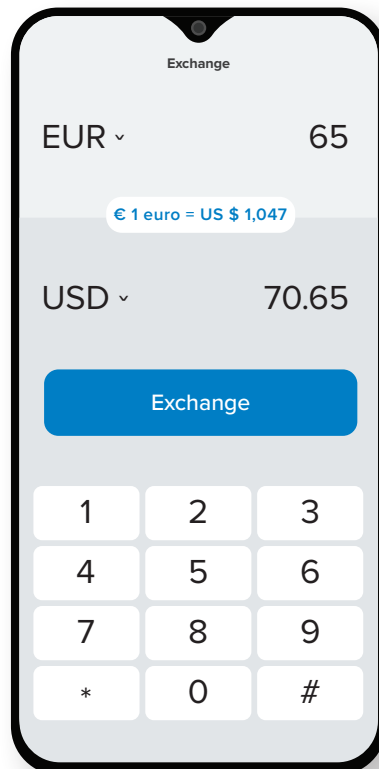 Exchange
EUR 65
€ 1 euro = US $ 1,047
USD 70.65
Exchange
1 2 3
4 5 6
7 8 9
* 0 #